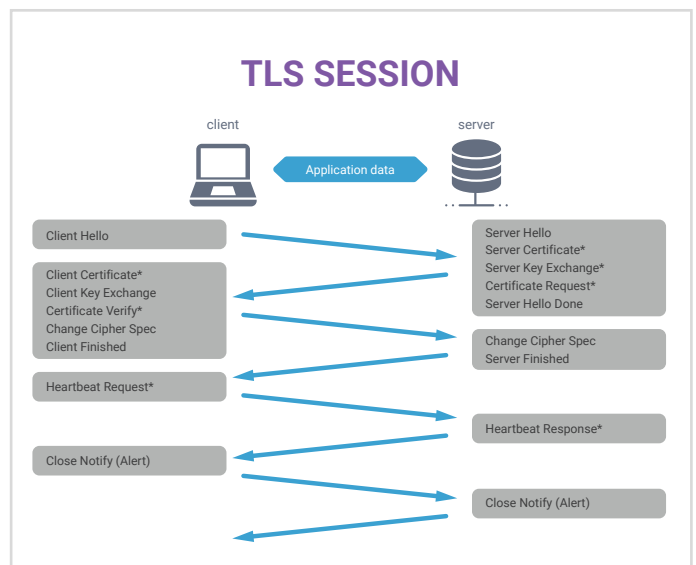 TLS SESSION
client
server
Application data
Client Hello
Server Hello
Server Certificate*
Server Key Exchange*
Certificate Request*
Server Hello Done
Client Certificate*
Client Key Exchange
Certificate Verify*
Change Cipher Spec
Client Finished
Change Cipher Spec
Server Finished
Heartbeat Request*
Heartbeat Response*
Close Notify (Alert)
Close Notify (Alert)